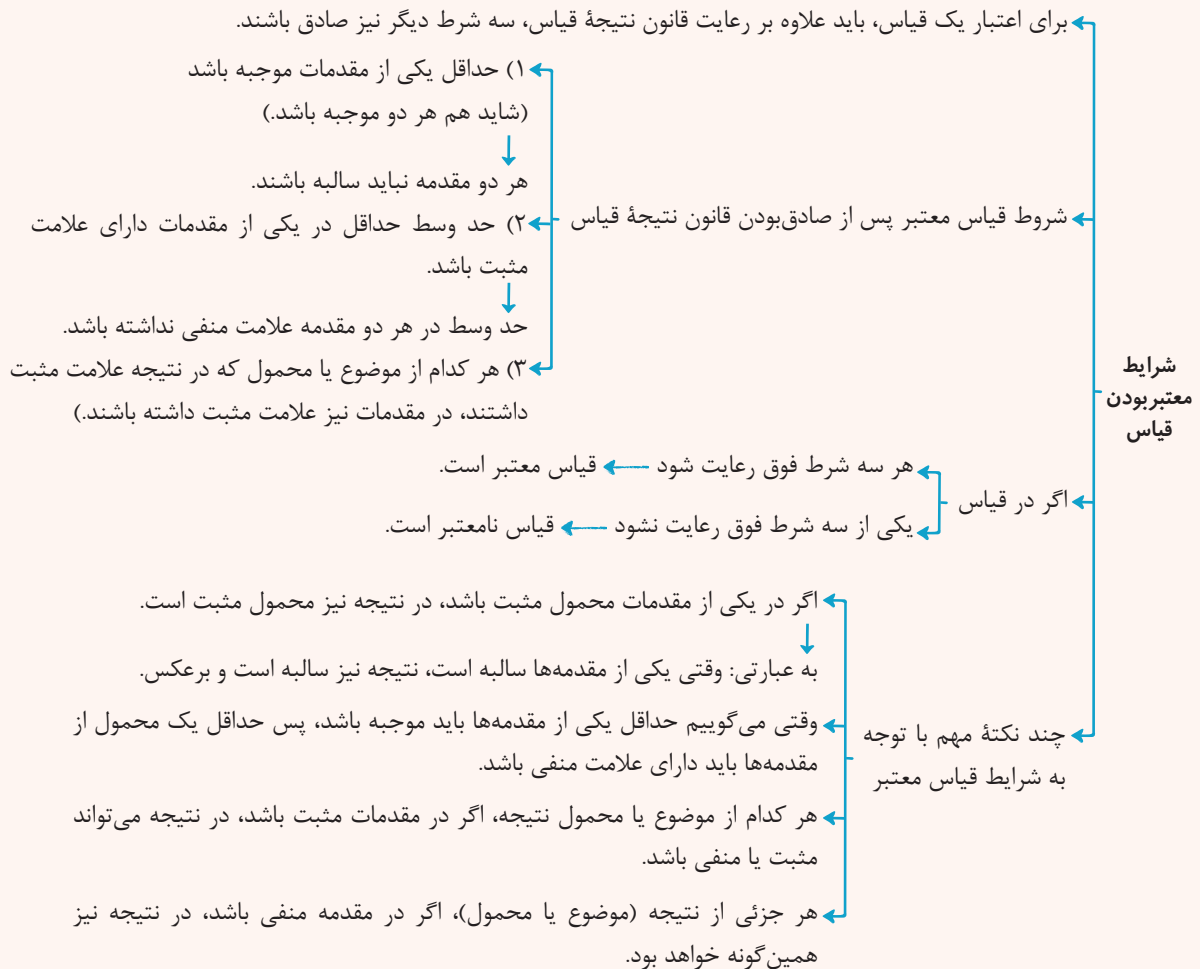 شرایط
معتبربودن
قیاس
برای اعتبار یک قیاس، باید علاوه بر رعایت قانون نتیجهٔ قیاس، سه شرط دیگر نیز صادق باشند.
شروط قیاس معتبر پس از صادق‌بودن قانون نتیجهٔ قیاس
۱) حداقل یکی از مقدمات موجبه باشد
(شاید هم هر دو موجبه باشد.)
هر دو مقدمه نباید سالبه باشند.
۲) حد وسط حداقل در یکی از مقدمات دارای علامت
مثبت باشد.
حد وسط در هر دو مقدمه علامت منفی نداشته باشد.
۳) هر کدام از موضوع یا محمول که در نتیجه علامت مثبت
داشتند، در مقدمات نیز علامت مثبت داشته باشند.)
اگر در قیاس
هر سه شرط فوق رعایت شود ← قیاس معتبر است.
یکی از سه شرط فوق رعایت نشود ← قیاس نامعتبر است.
چند نکتهٔ مهم با توجه
به شرایط قیاس معتبر
اگر در یکی از مقدمات محمول مثبت باشد، در نتیجه نیز محمول مثبت است.
به عبارتی: وقتی یکی از مقدمه‌ها سالبه است، نتیجه نیز سالبه است و برعکس.
وقتی می‌گوییم حداقل یکی از مقدمه‌ها باید موجبه باشد، پس حداقل یک محمول از
مقدمه‌ها باید دارای علامت منفی باشد.
هر کدام از موضوع یا محمول نتیجه، اگر در مقدمات مثبت باشد، در نتیجه می‌تواند
مثبت یا منفی باشد.
هر جزئی از نتیجه (موضوع یا محمول)، اگر در مقدمه منفی باشد، در نتیجه نیز
همین‌گونه خواهد بود.